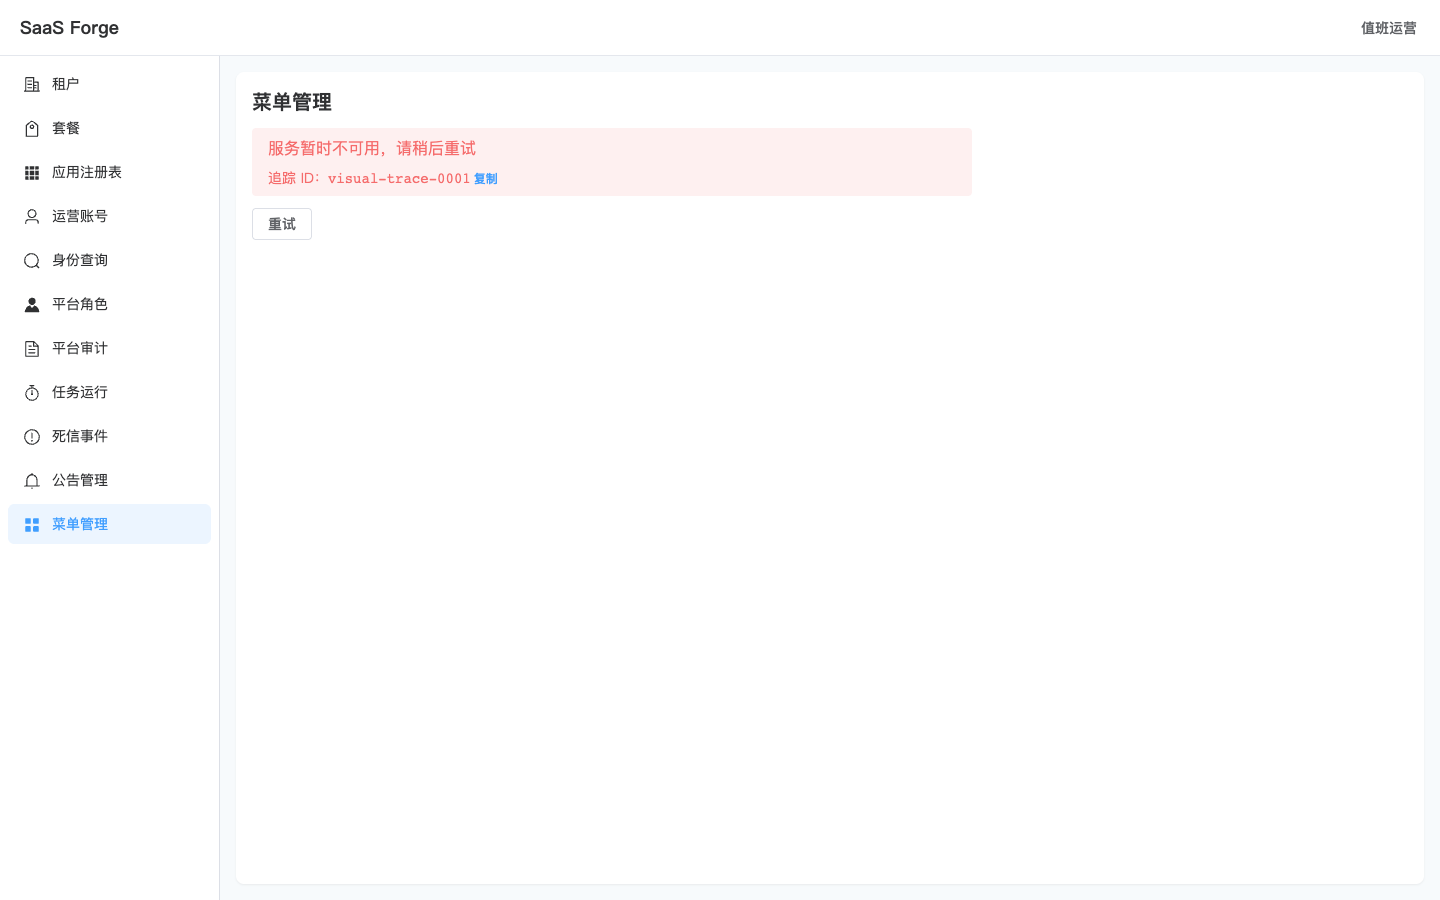 SaaS Forge
值班运营
租户
套餐
应用注册表
运营账号
身份查询
平台角色
平台审计
任务运行
死信事件
公告管理
菜单管理
菜单管理
服务暂时不可用，请稍后重试
追踪 ID：visual-trace-0001 复制
重试